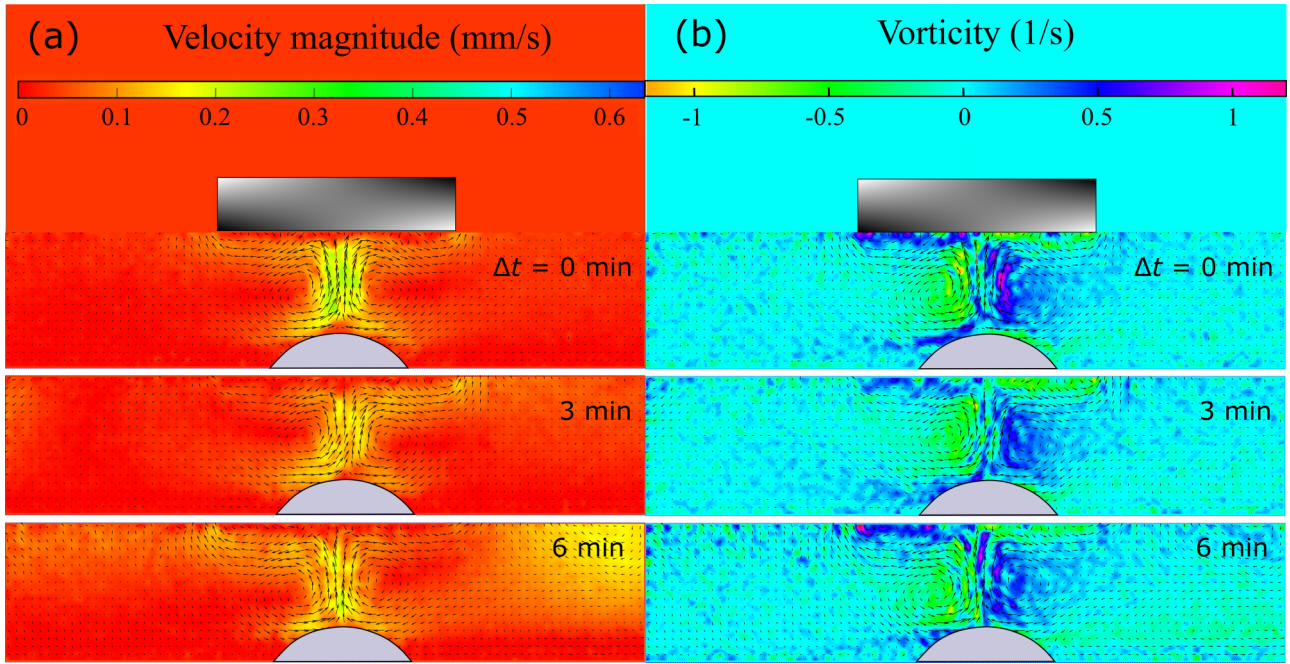 (a) Velocity magnitude (mm/s)
0 0.1 0.2 0.3 0.4 0.5 0.6
Δt = 0 min
3 min
6 min
(b) Vorticity (1/s)
-1 -0.5 0 0.5 1
Δt = 0 min
3 min
6 min